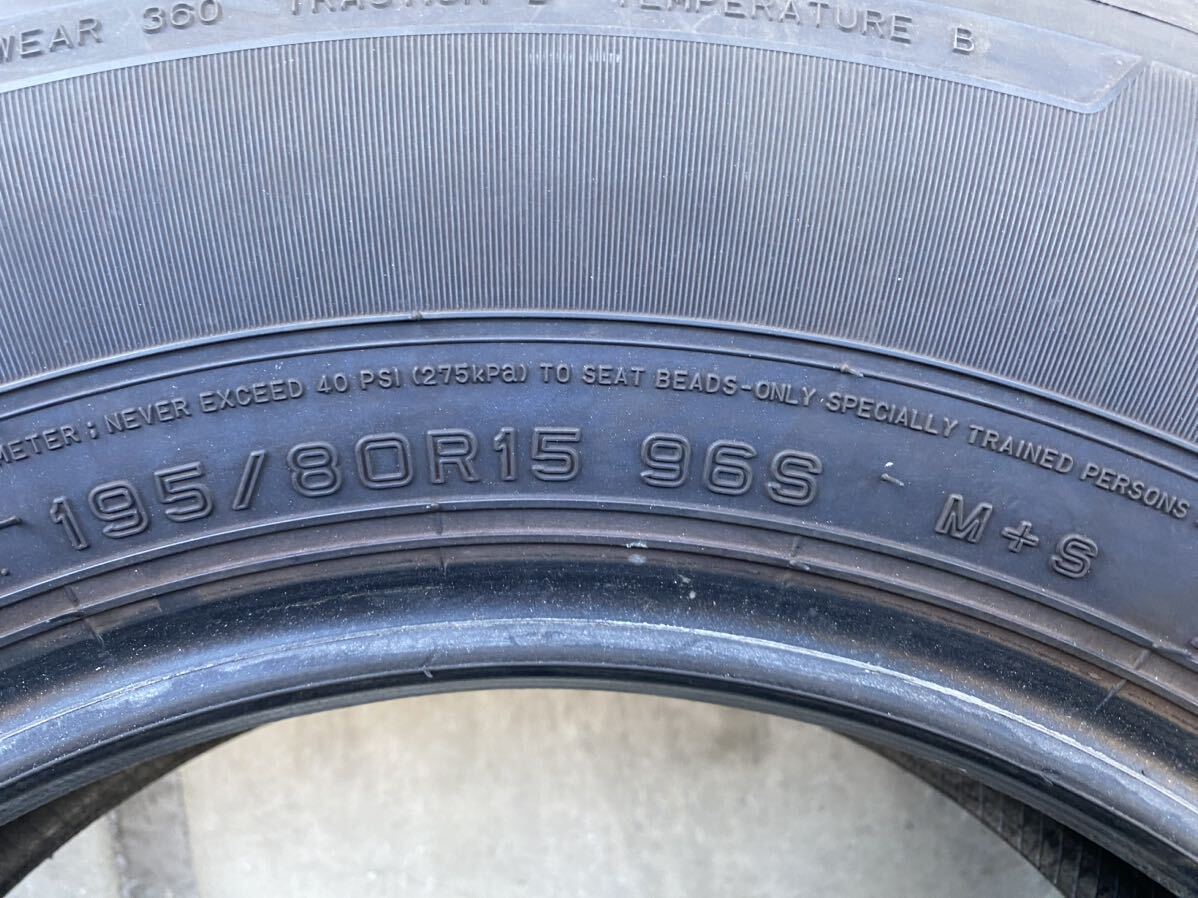 WEAR 360 TRACTION TEMPERATURE B
METER; NEVER EXCEED 40 PSI (275kPa) TO SEAT BEADS-ONLY SPECIALLY TRAINED PERSONS
195/80R15 96S - M+S